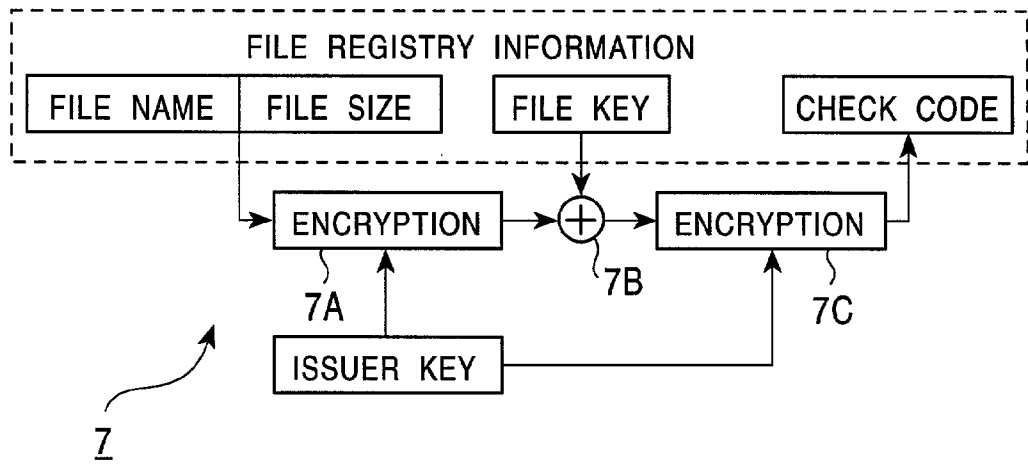 FILE REGISTRY INFORMATION
FILE NAME
FILE SIZE
FILE KEY
CHECK CODE
ENCRYPTION
+
ENCRYPTION
7A
7B
7C
ISSUER KEY
7